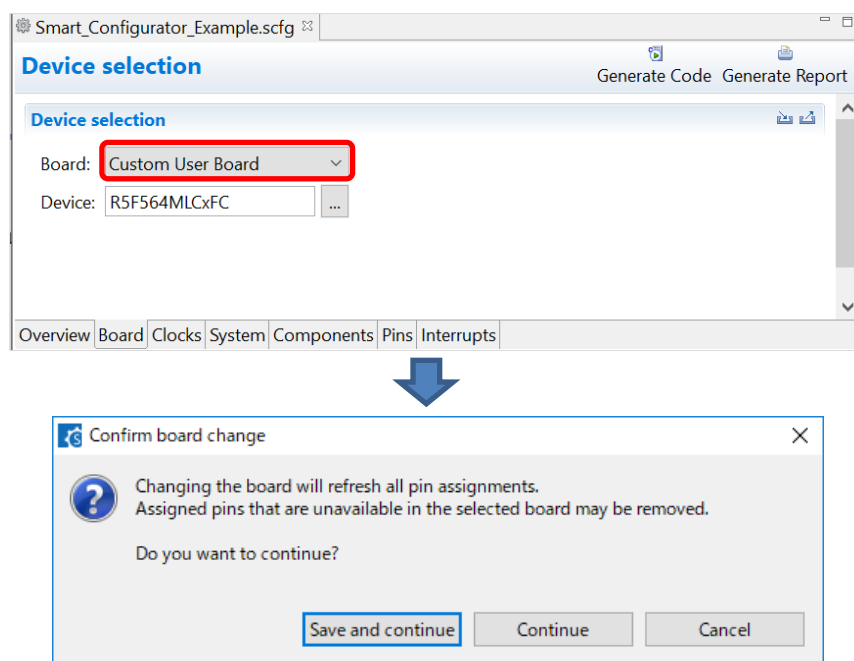 Smart_Configurator_Example.scfg
Device selection
Generate Code Generate Report
Device selection
Board: Custom User Board
Device: R5F564MLCxFC ...
Overview Board Clocks System Components Pins Interrupts
Confirm board change
Changing the board will refresh all pin assignments.
Assigned pins that are unavailable in the selected board may be removed.
Do you want to continue?
Save and continue Continue Cancel